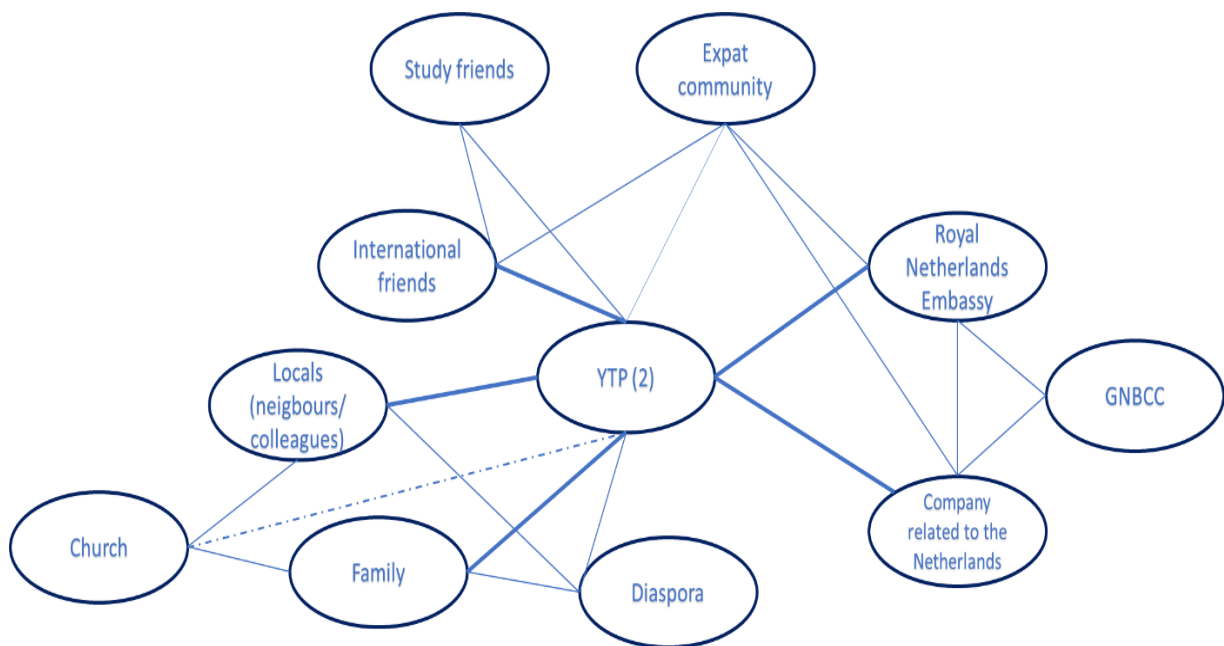 Study friends
Expat
community
International
friends
Royal
Netherlands
Embassy
YTP (2)
Locals
(neigbours/
colleagues)
GNBCC
Company
related to the
Netherlands
Church
Family
Diaspora